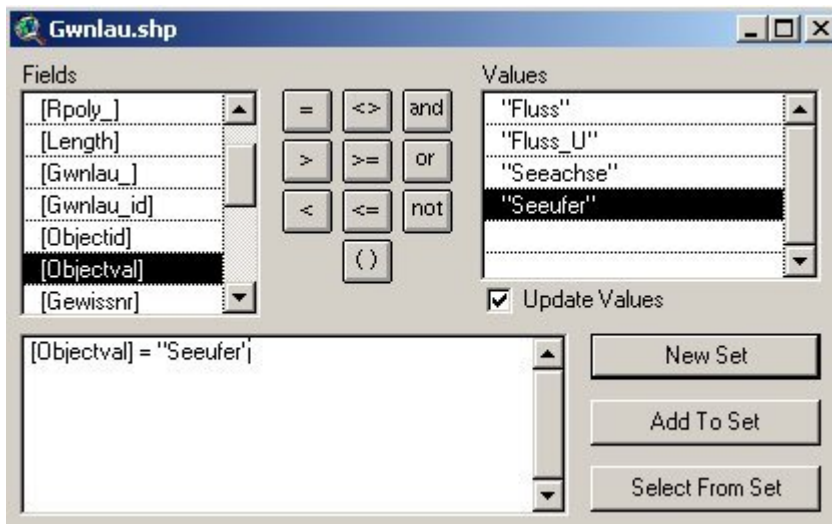 Gwnlau.shp
Fields
[Rpoly_]
[Length]
[Gwnlau_]
[Gwnlau_id]
[Objectid]
[Objectval]
[Gewissnr]
= <> and
> >= or
< <= not
()
Values
"Fluss"
"Fluss_U"
"Seeachse"
"Seeufer"
Update Values
[Objectval] = "Seeufer"
New Set
Add To Set
Select From Set